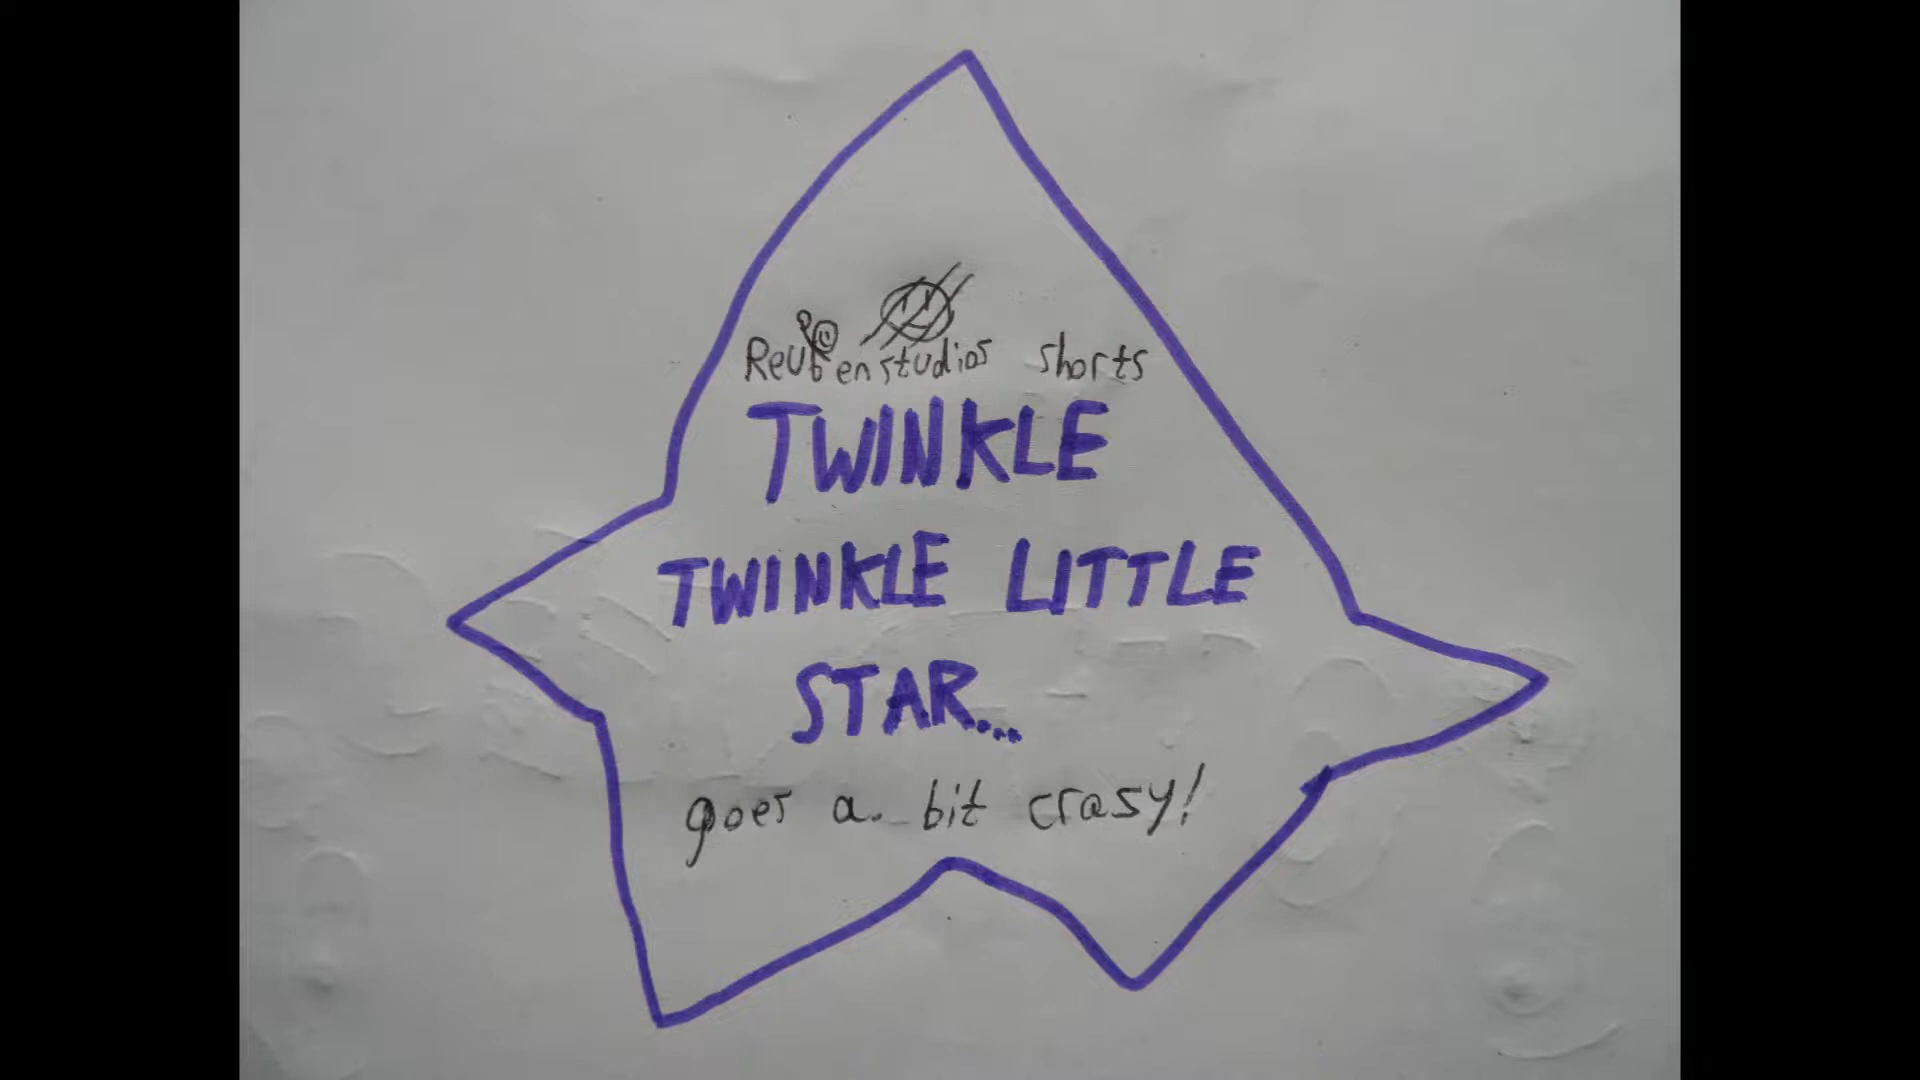 Reubenstudios shorts
TWINKLE
TWINKLE LITTLE
STAR...
goes a bit crasy!